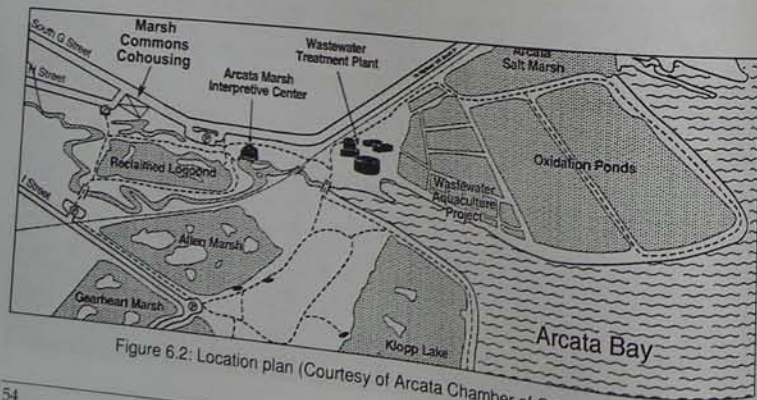 South G Street
H Street
I Street
Marsh
Commons
Cohousing
Arcata Marsh
Interpretive Center
Wastewater
Treatment Plant
Arcata
Salt Marsh
Oxidation Ponds
Wastewater
Aquaculture
Project
Reclaimed Logpond
Allen Marsh
Gearheart Marsh
Klopp Lake
Arcata Bay
P
P
P
P
Figure 6.2: Location plan (Courtesy of Arcata Chamber of
54